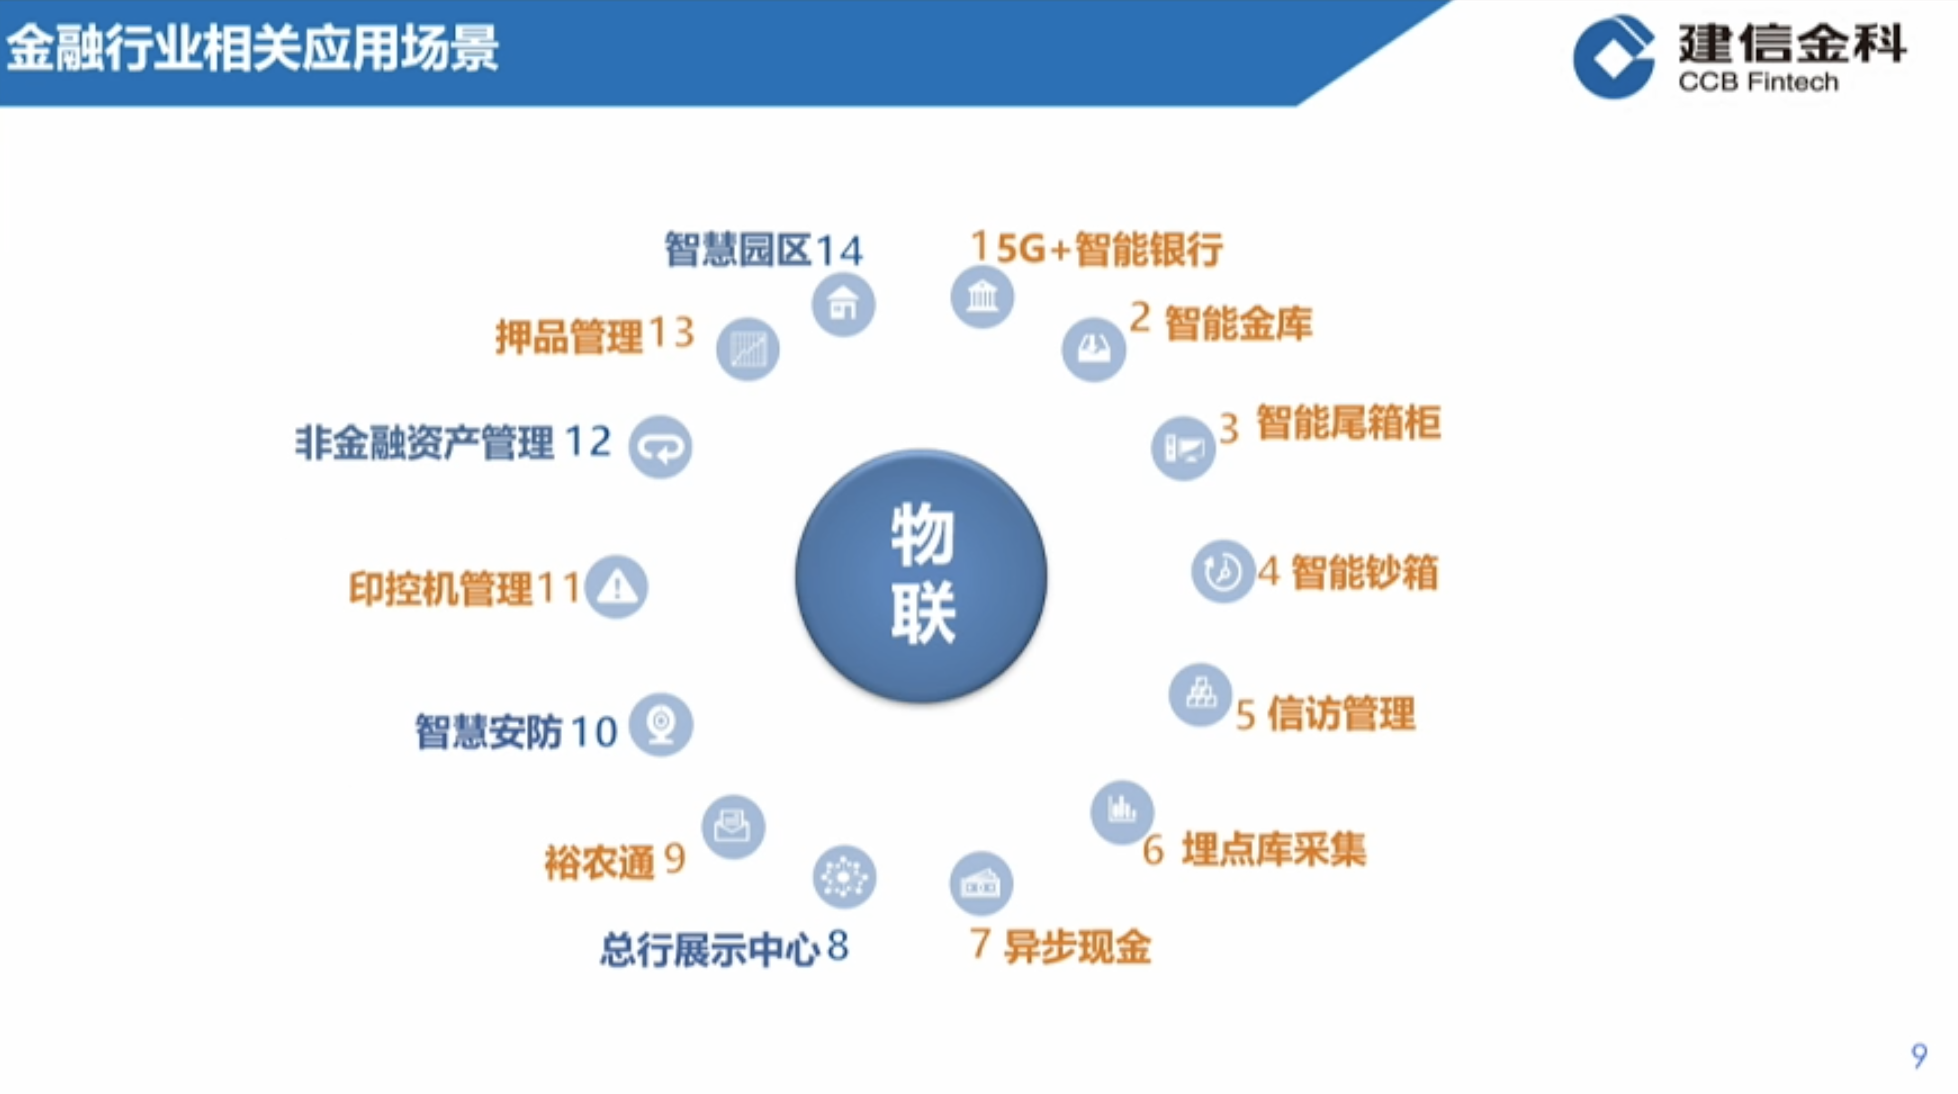 金融行业相关应用场景
建信金科
CCB Fintech
智慧园区14
1 5G+智能银行
押品管理13
2 智能金库
非金融资产管理 12
3 智能尾箱柜
物
联
印控机管理11
4 智能钞箱
智慧安防10
5 信访管理
裕农通 9
6 埋点库采集
总行展示中心8
7 异步现金
9